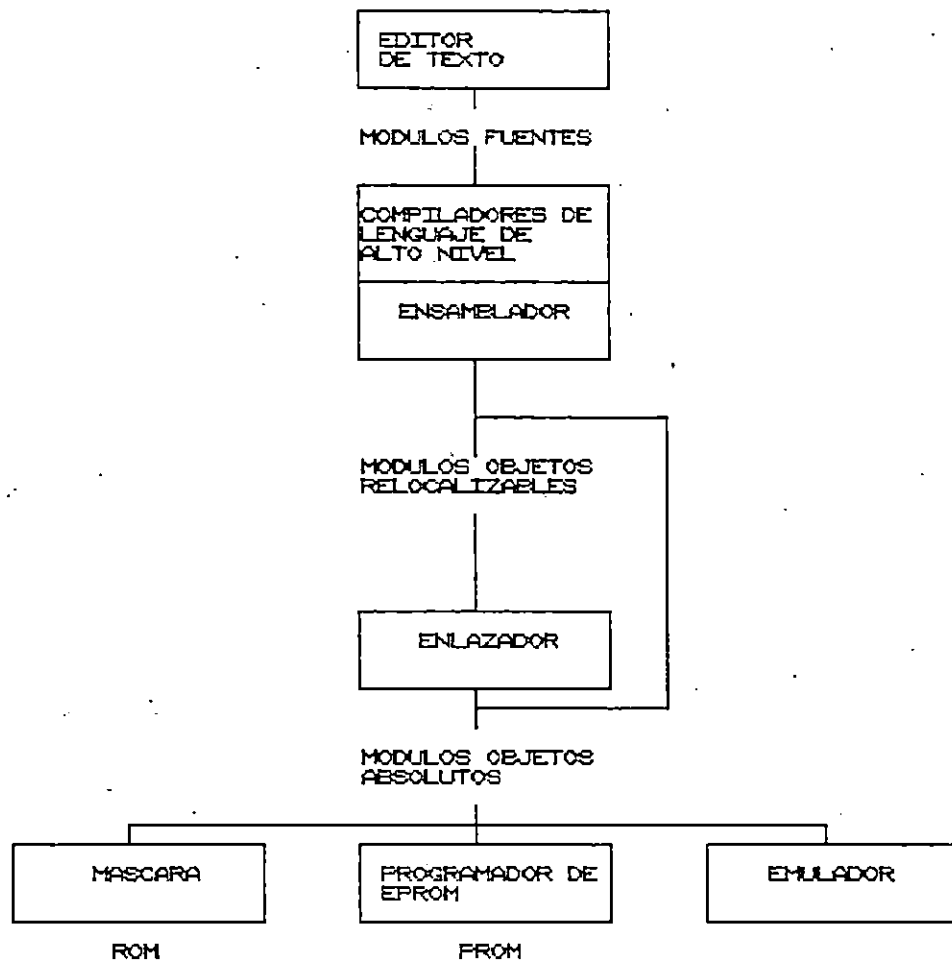 EDITOR
DE TEXTO
MODULOS FUENTES
COMPILADORES DE
LENGUAJE DE
ALTO NIVEL
ENSAMBLADOR
MODULOS OBJETOS
RELOCALIZABLES
ENLAZADOR
MODULOS OBJETOS
ABSOLUTOS
MASCARA
PROGRAMADOR DE
EPROM
EMULADOR
ROM
PROM